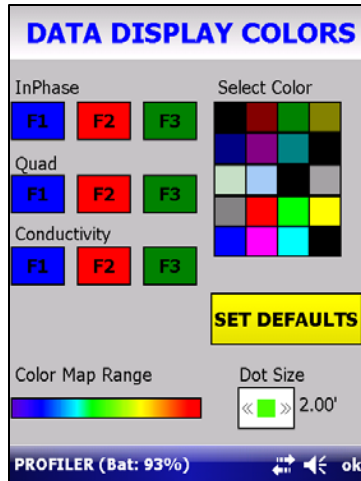 DATA DISPLAY COLORS
InPhase
F1 F2 F3
Quad
F1 F2 F3
Conductivity
F1 F2 F3
Select Color
SET DEFAULTS
Color Map Range
Dot Size
« » 2.00'
PROFILER (Bat: 93%) ok